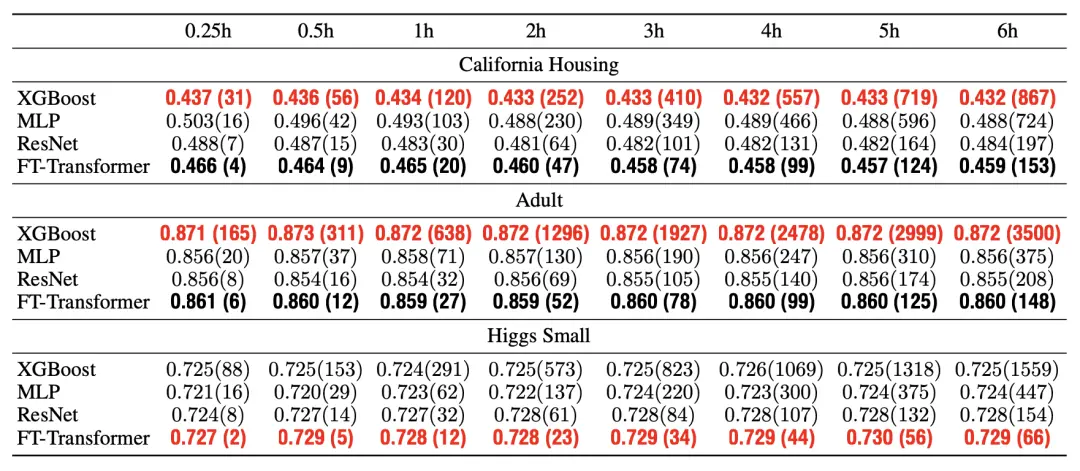 0.25h 0.5h 1h 2h 3h 4h 5h 6h
California Housing
XGBoost 0.437 (31) 0.436 (56) 0.434 (120) 0.433 (252) 0.433 (410) 0.432 (557) 0.433 (719) 0.432 (867)
MLP 0.503(16) 0.496(42) 0.493(103) 0.488(230) 0.489(349) 0.489(466) 0.488(596) 0.488(724)
ResNet 0.488(7) 0.487(15) 0.483(30) 0.481(64) 0.482(101) 0.482(131) 0.482(164) 0.484(197)
FT-Transformer 0.466 (4) 0.464 (9) 0.465 (20) 0.460 (47) 0.458 (74) 0.458 (99) 0.457 (124) 0.459 (153)
Adult
XGBoost 0.871 (165) 0.873 (311) 0.872 (638) 0.872 (1296) 0.872 (1927) 0.872 (2478) 0.872 (2999) 0.872 (3500)
MLP 0.856(20) 0.857(37) 0.858(71) 0.857(130) 0.856(190) 0.856(247) 0.856(310) 0.856(375)
ResNet 0.856(8) 0.854(16) 0.854(32) 0.856(69) 0.855(105) 0.855(140) 0.856(174) 0.855(208)
FT-Transformer 0.861 (6) 0.860 (12) 0.859 (27) 0.859 (52) 0.860 (78) 0.860 (99) 0.860 (125) 0.860 (148)
Higgs Small
XGBoost 0.725(88) 0.725(153) 0.724(291) 0.725(573) 0.725(823) 0.726(1069) 0.725(1318) 0.725(1559)
MLP 0.721(16) 0.720(29) 0.723(62) 0.722(137) 0.724(220) 0.723(300) 0.724(375) 0.724(447)
ResNet 0.724(8) 0.727(14) 0.727(32) 0.728(61) 0.728(84) 0.728(107) 0.728(132) 0.728(154)
FT-Transformer 0.727 (2) 0.729 (5) 0.728 (12) 0.728 (23) 0.729 (34) 0.729 (44) 0.730 (56) 0.729 (66)